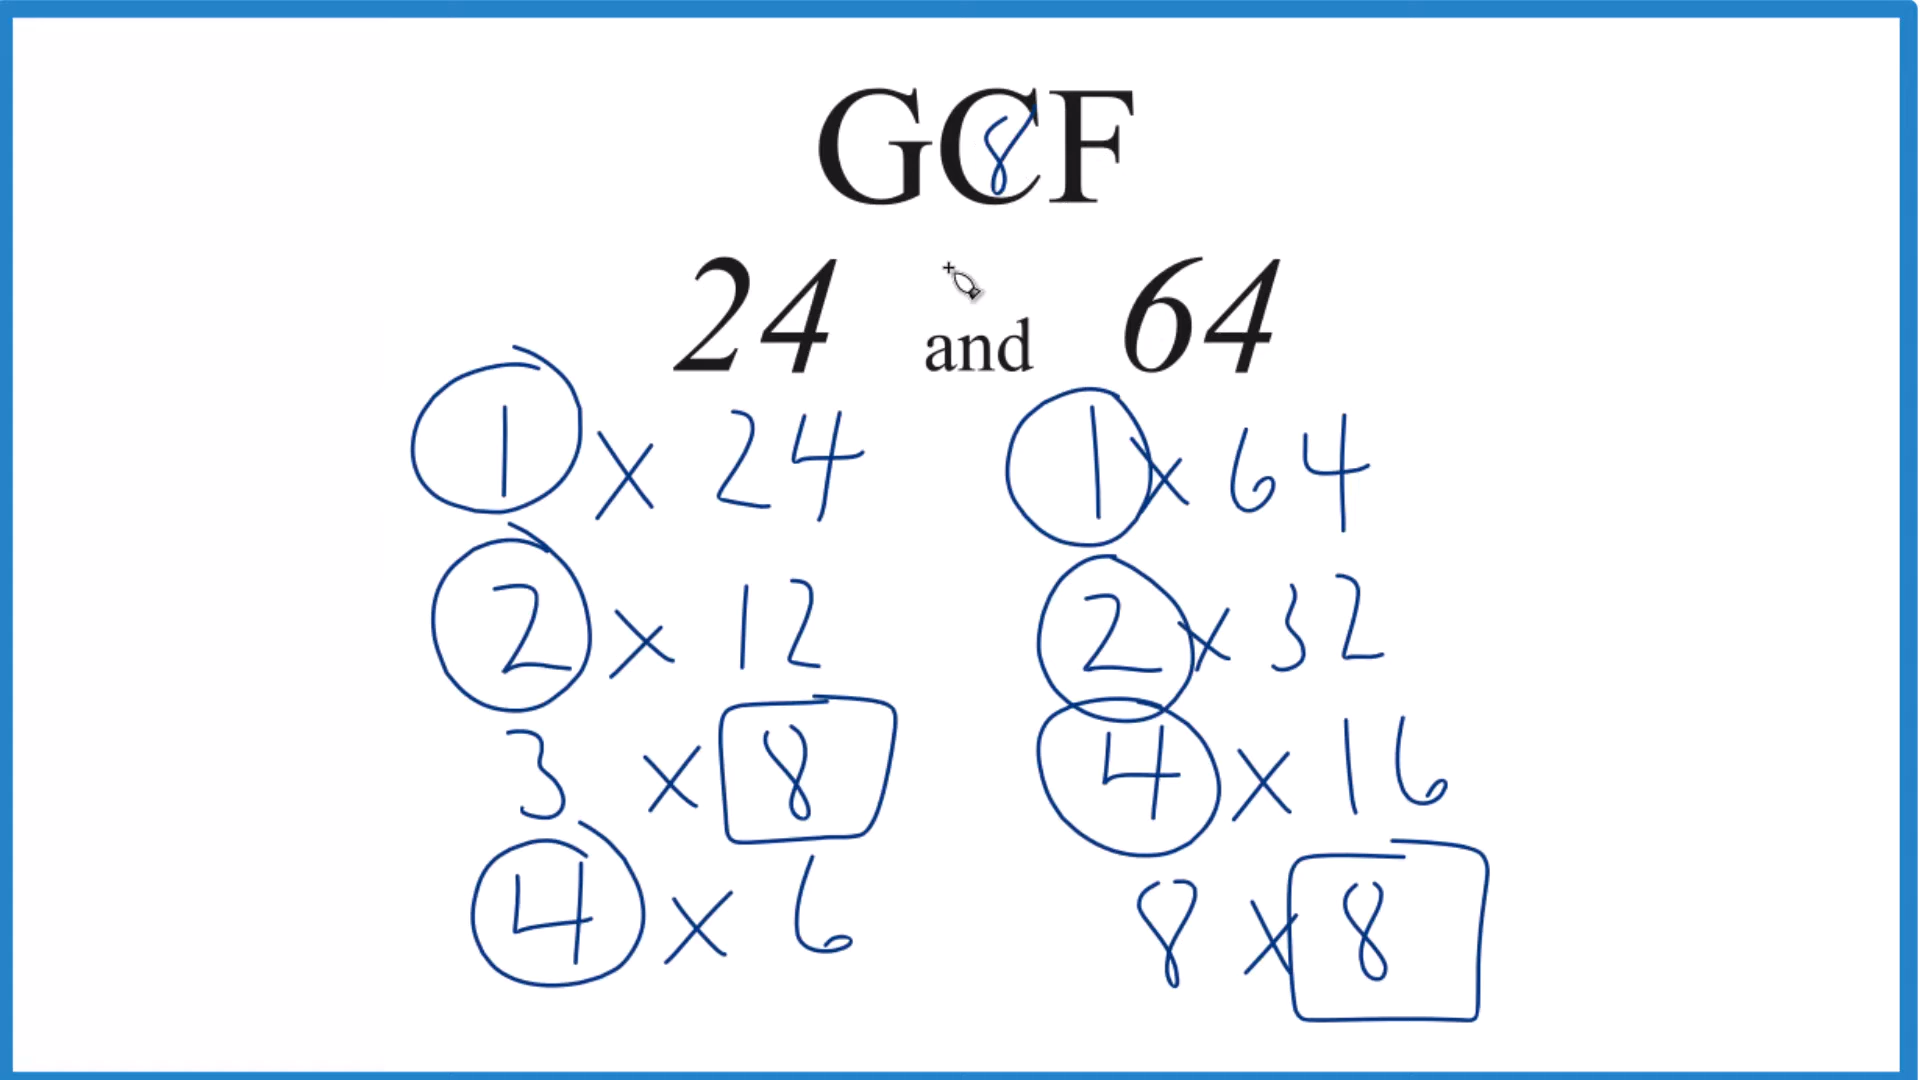 GCF
8
24 and 64
1 x 24
1 x 64
2 x 12
2 x 32
3 x 8
4 x 16
4 x 6
8 x 8